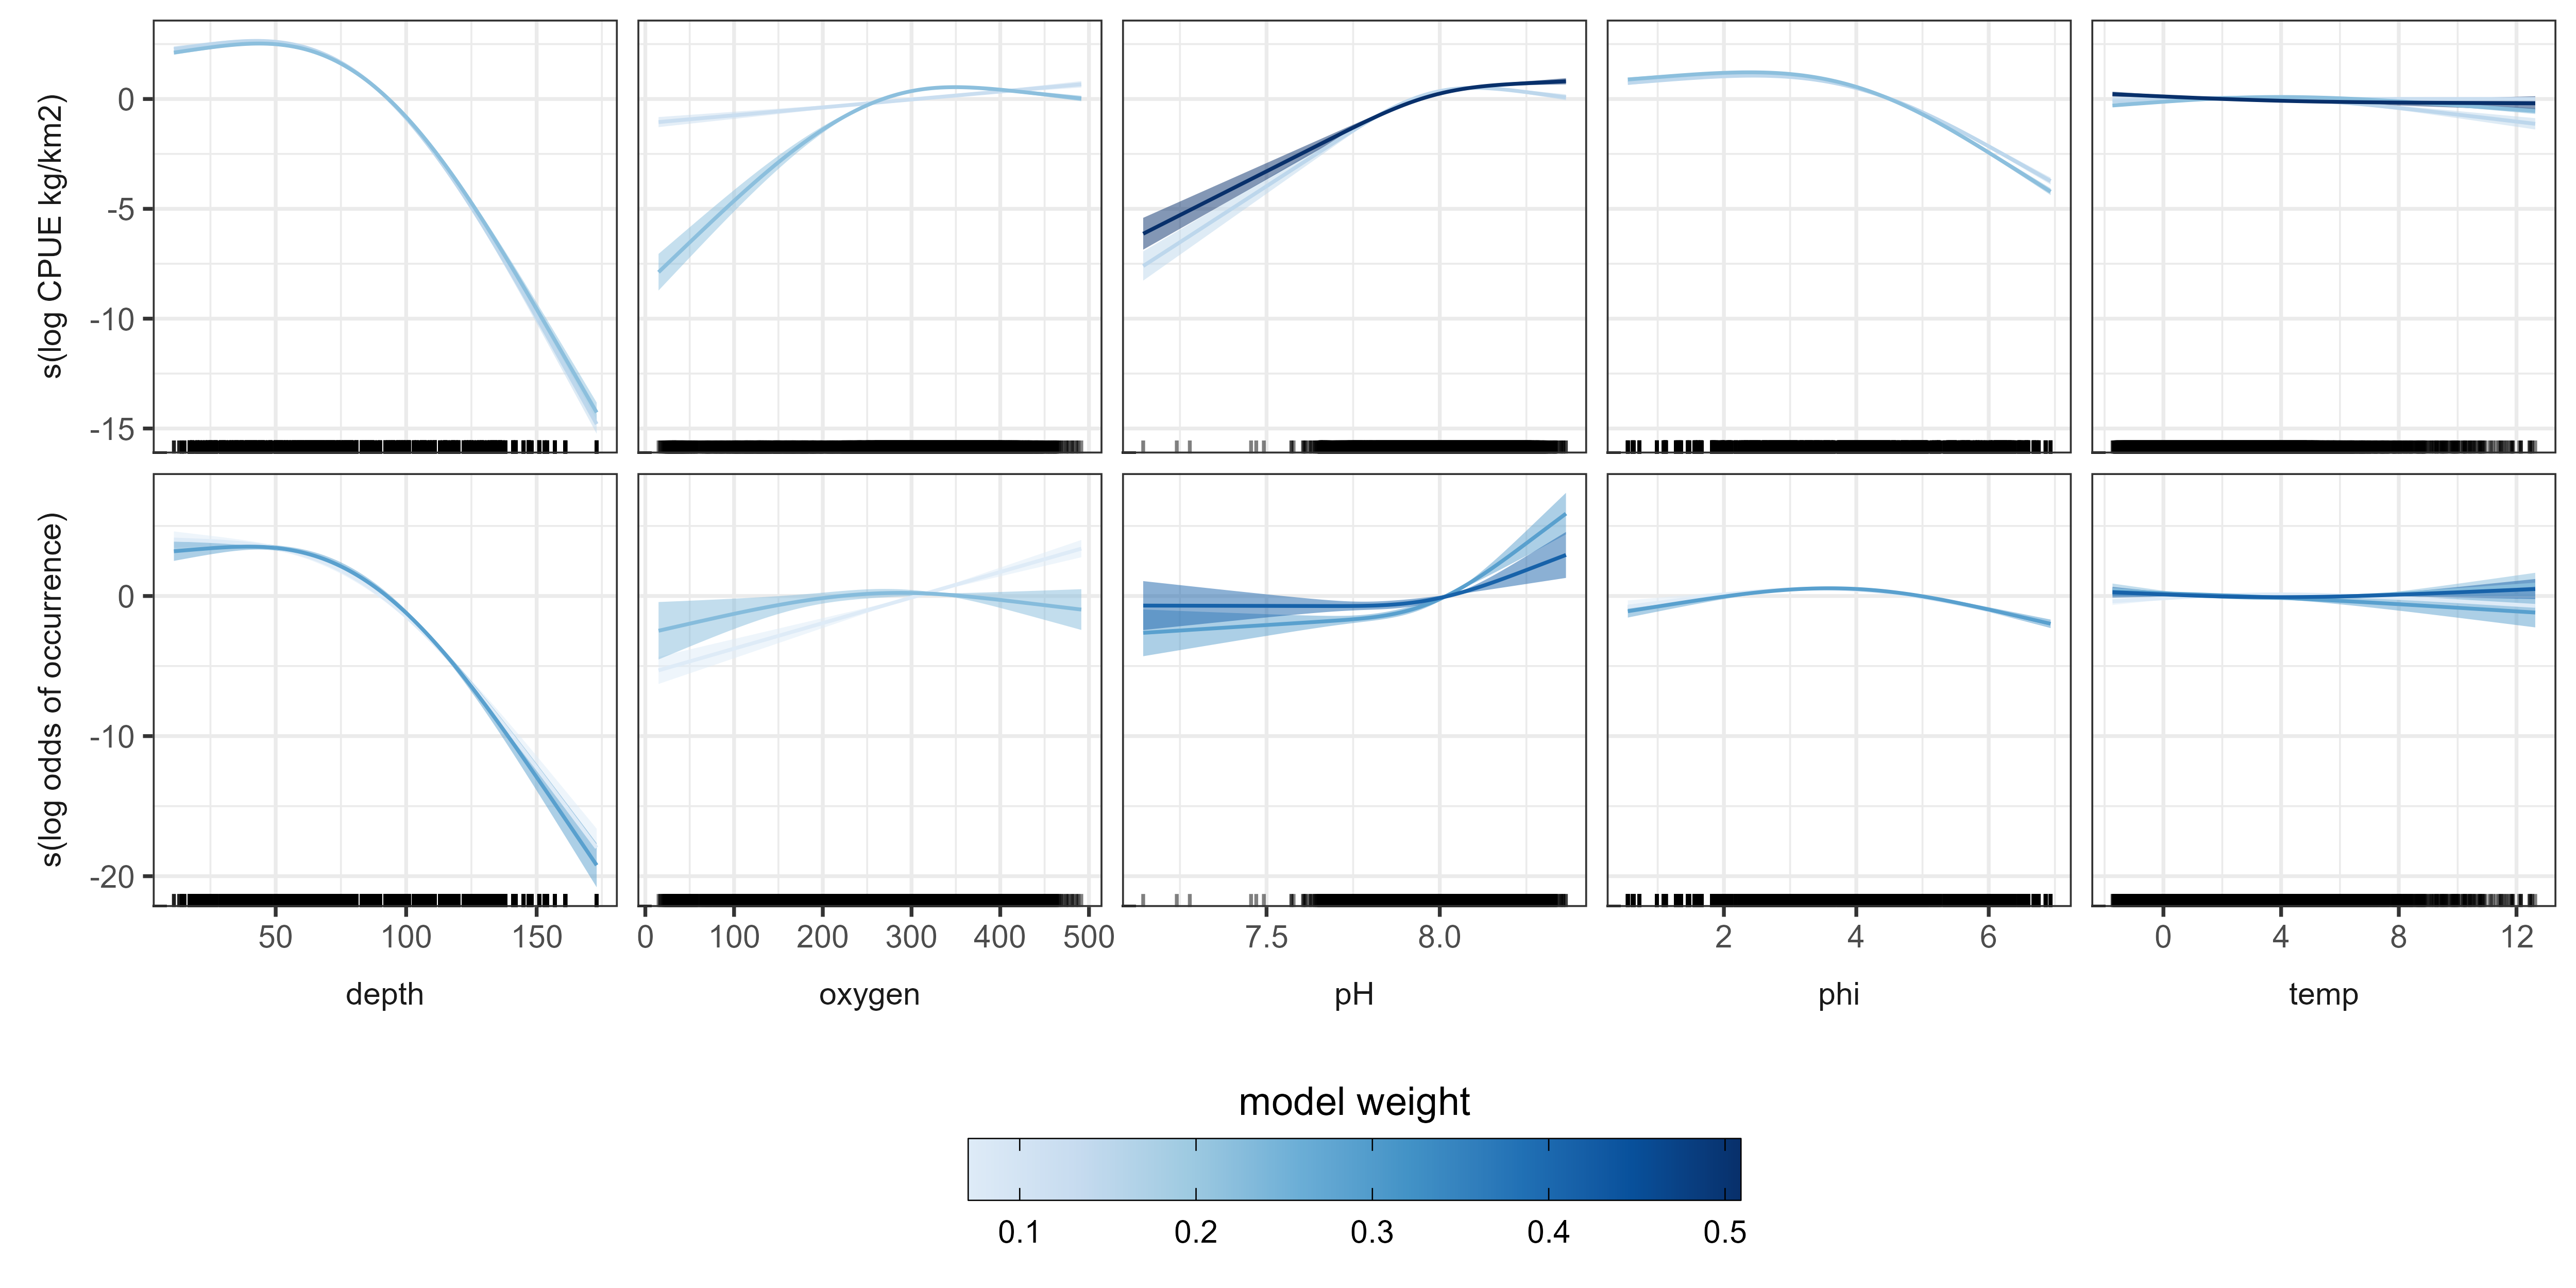 s(log CPUE kg/km2)
0
-5
-10
-15
s(log odds of occurrence)
0
-10
-20
50 100 150 0 100 200 300 400 500 7.5 8.0 2 4 6 0 4 8 12
depth oxygen pH phi temp
model weight
0.1 0.2 0.3 0.4 0.5